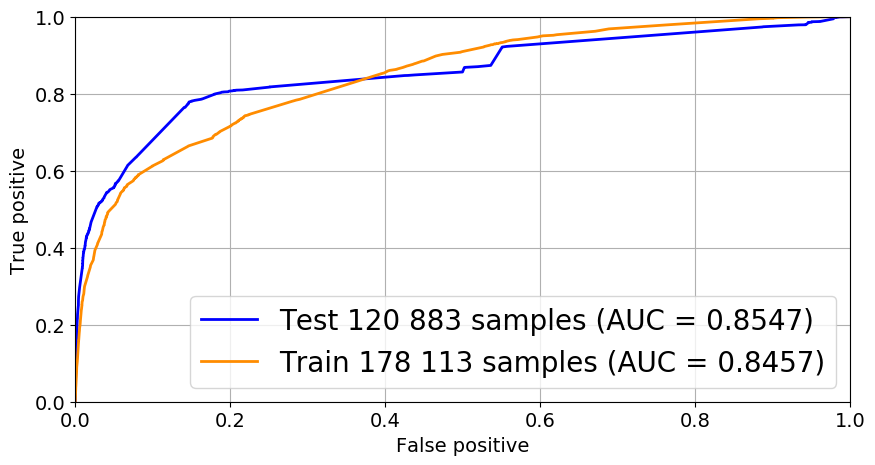 1.0
0.8
0.6
0.4
0.2
0.0
True positive
Test 120 883 samples (AUC = 0.8547)
Train 178 113 samples (AUC = 0.8457)
0.0 0.2 0.4 0.6 0.8 1.0
False positive